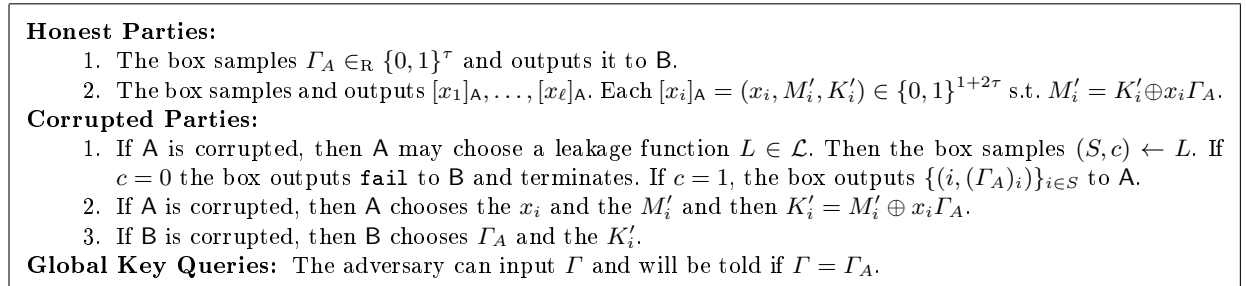 Honest Parties:
1. The box samples Γ_A ∈_R {0, 1}^τ and outputs it to B.
2. The box samples and outputs [x_1]_A, . . . , [x_ℓ]_A. Each [x_i]_A = (x_i, M'_i, K'_i) ∈ {0, 1}^{1+2τ} s.t. M'_i = K'_i⊕x_iΓ_A.
Corrupted Parties:
1. If A is corrupted, then A may choose a leakage function L ∈ ℒ. Then the box samples (S, c) ← L. If
c = 0 the box outputs fail to B and terminates. If c = 1, the box outputs {(i, (Γ_A)_i)}_{i∈S} to A.
2. If A is corrupted, then A chooses the x_i and the M'_i and then K'_i = M'_i ⊕ x_iΓ_A.
3. If B is corrupted, then B chooses Γ_A and the K'_i.
Global Key Queries: The adversary can input Γ and will be told if Γ = Γ_A.